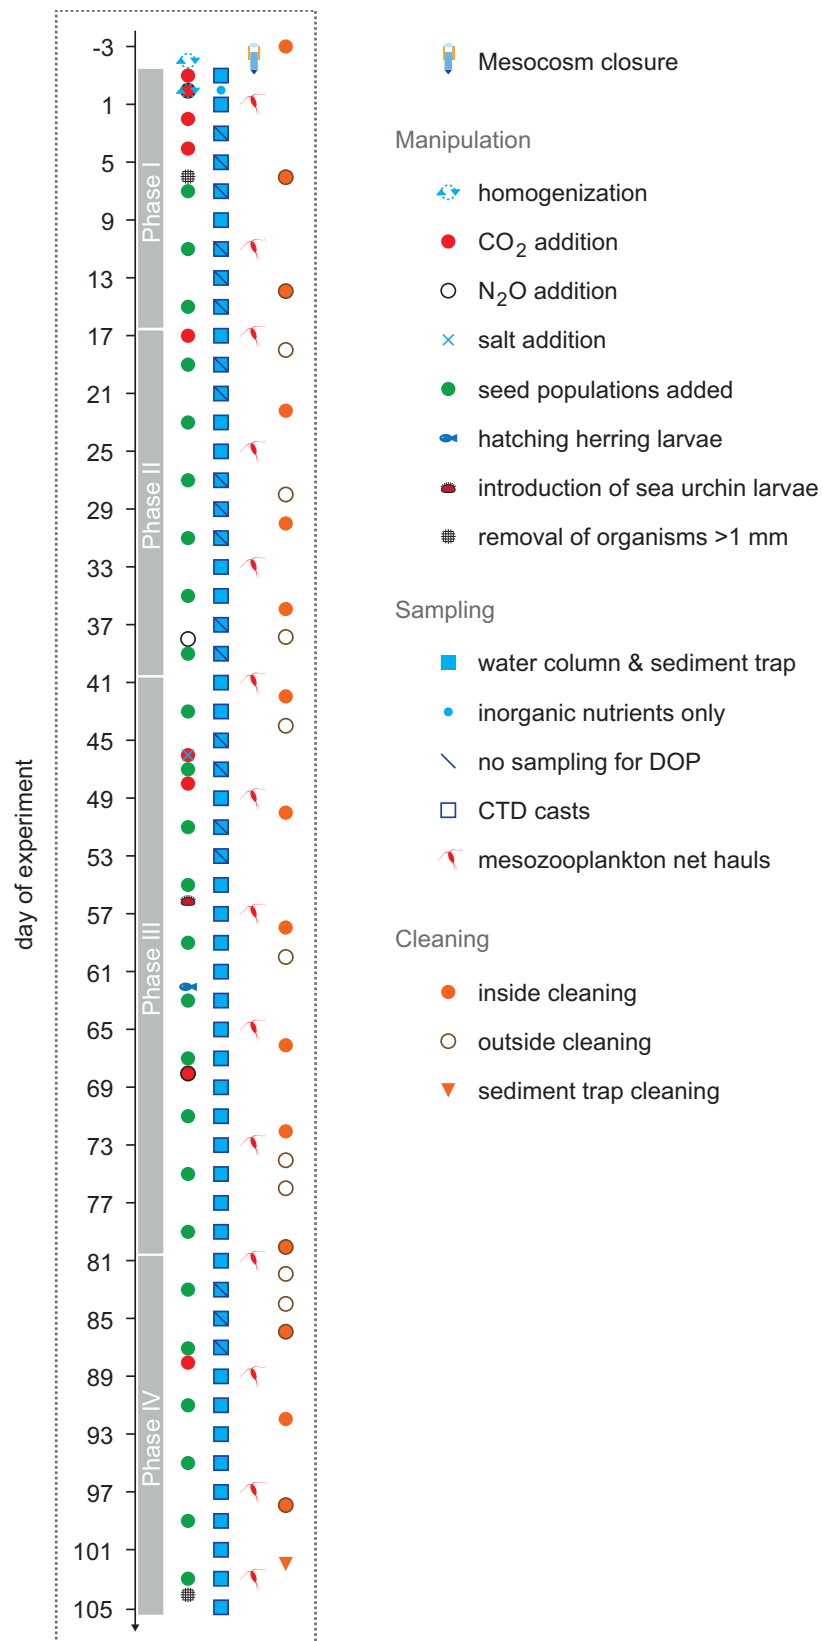 -3
1
5
9
13
17
21
25
29
33
37
41
45
49
53
57
61
65
69
73
77
81
85
89
93
97
101
105
day of experiment
Phase I
Phase II
Phase III
Phase IV
Mesocosm closure
Manipulation
homogenization
CO2 addition
N2O addition
salt addition
seed populations added
hatching herring larvae
introduction of sea urchin larvae
removal of organisms >1 mm
Sampling
water column & sediment trap
inorganic nutrients only
no sampling for DOP
CTD casts
mesozooplankton net hauls
Cleaning
inside cleaning
outside cleaning
sediment trap cleaning